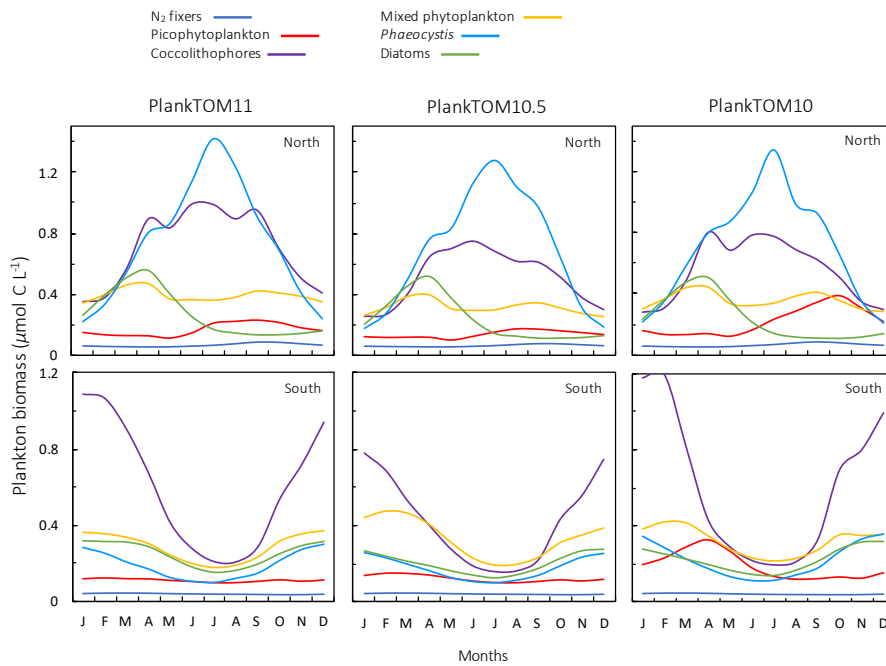 N₂ fixers
Mixed phytoplankton
Picophytoplankton
Phaeocystis
Coccolithophores
Diatoms
PlankTOM11
PlankTOM10.5
PlankTOM10
North
North
North
1.2
0.8
0.4
0
South
South
South
1.2
0.8
0.4
0
Plankton biomass (μmol C L⁻¹)
J F M A M J J A S O N D
J F M A M J J A S O N D
J F M A M J J A S O N D
Months